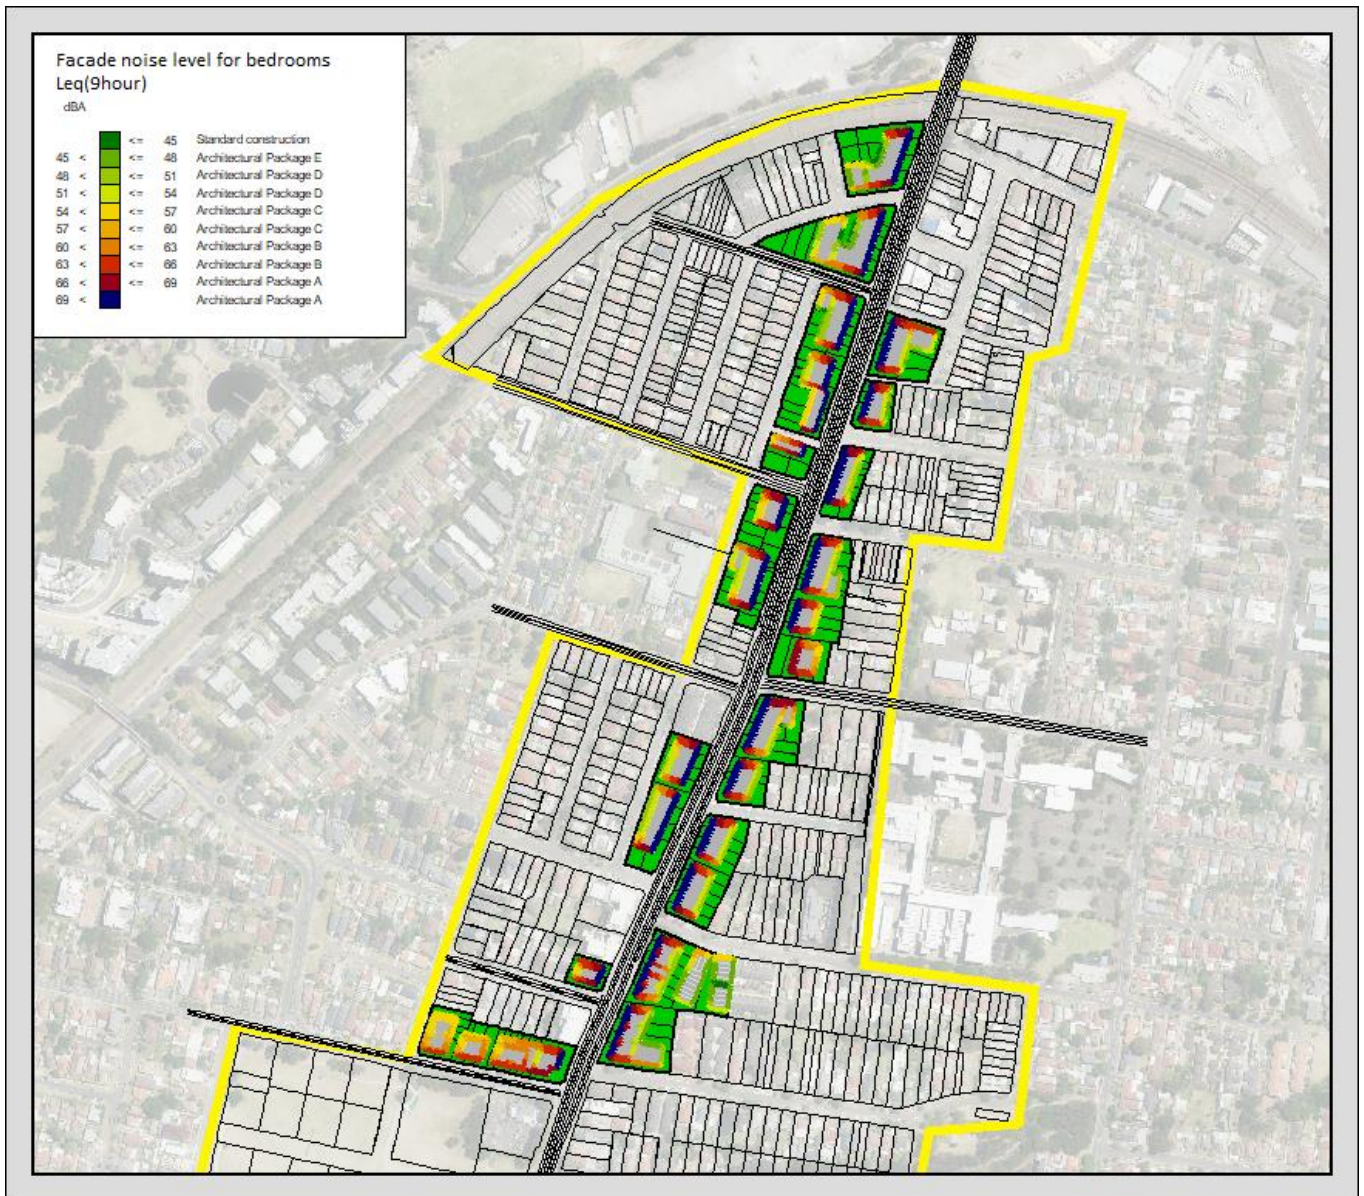 Facade noise level for bedrooms
Leq(9hour)
dBA
<= 45 Standard construction
45 < <= 48 Architectural Package E
48 < <= 51 Architectural Package D
51 < <= 54 Architectural Package D
54 < <= 57 Architectural Package C
57 < <= 60 Architectural Package C
60 < <= 63 Architectural Package B
63 < <= 66 Architectural Package B
66 < <= 69 Architectural Package A
69 < Architectural Package A